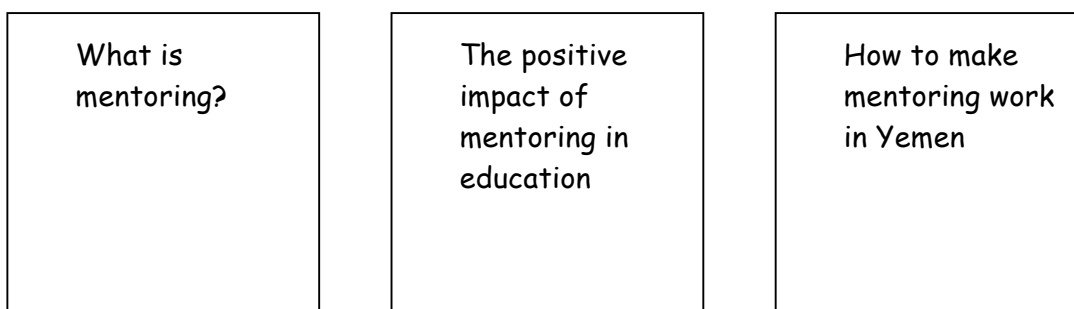 What is
mentoring?
The positive
impact of
mentoring in
education
How to make
mentoring work
in Yemen